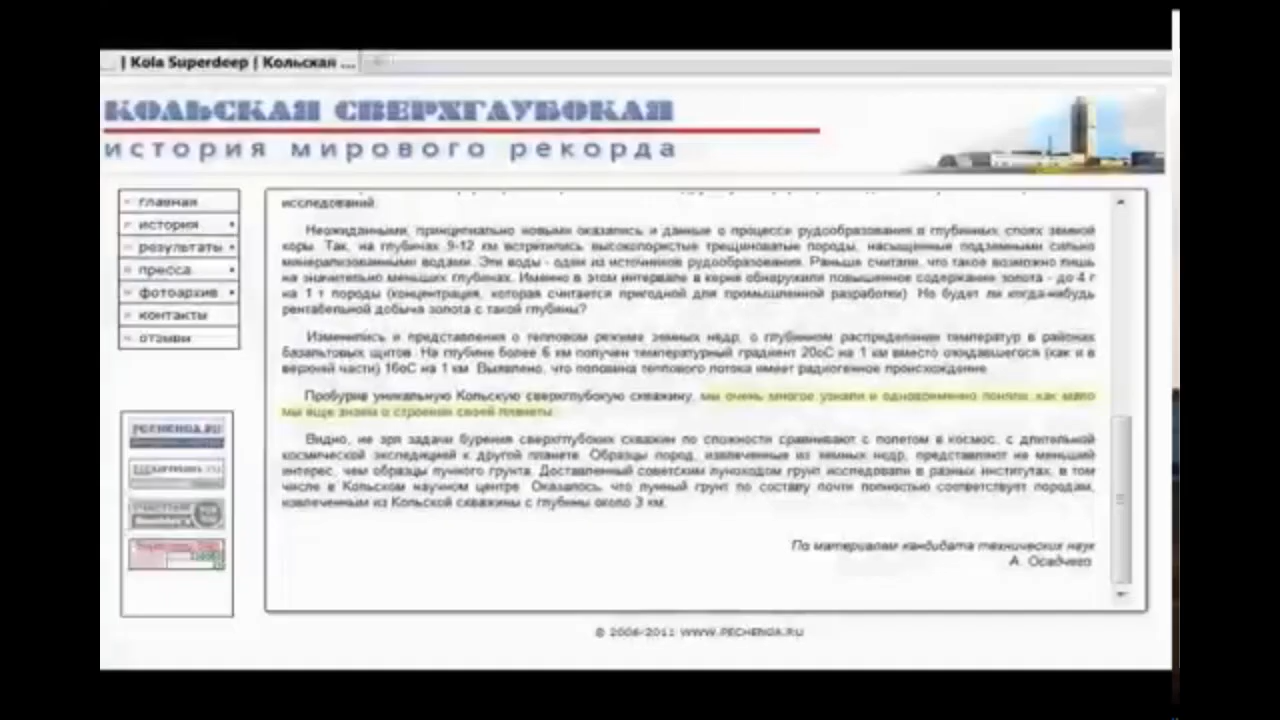 | Kola Superdeep | Кольская ...
КОЛЬСКАЯ СВЕРХГЛУБОКАЯ
история мирового рекорда
главная
история
результаты
пресса
фотоархив
контакты
отзывы
PECHENGA.RU
исследований.
Неожиданными, принципиально новыми оказались и данные о процессе рудообразования в глубинных слоях земной
коры. Так, на глубинах 9-12 км встретились высокопористые трещиноватые породы, насыщенные подземными сильно
минерализованными водами. Эти воды - один из источников рудообразования. Раньше считали, что такое возможно лишь
на значительно меньших глубинах. Именно в этом интервале в керне обнаружили повышенное содержание золота - до 4 г
на 1 т породы (концентрация, которая считается пригодной для промышленной разработки). Но будет ли когда-нибудь
рентабельной добыча золота с такой глубины?
Изменились и представления о тепловом режиме земных недр, о глубинном распределении температур в районах
базальтовых щитов. На глубине более 6 км получен температурный градиент 20оС на 1 км вместо ожидавшегося (как и в
верхней части) 16оС на 1 км. Выявлено, что половина теплового потока имеет радиогенное происхождение.
Пробурив уникальную Кольскую сверхглубокую скважину, мы очень многое узнали и одновременно поняли, как мало
мы еще знаем о строении своей планеты.
Видно, не зря задачи бурения сверхглубоких скважин по сложности сравнивают с полетом в космос, с длительной
космической экспедицией к другой планете. Образцы пород, извлеченные из земных недр, представляют не меньший
интерес, чем образцы лунного грунта. Доставленный советским луноходом грунт исследовали в разных институтах, в том
числе в Кольском научном центре. Оказалось, что лунный грунт по составу почти полностью соответствует породам,
извлеченным из Кольской скважины с глубины около 3 км.
По материалам кандидата технических наук
А. Осадчего
© 2006-2011 WWW.PECHENGA.RU